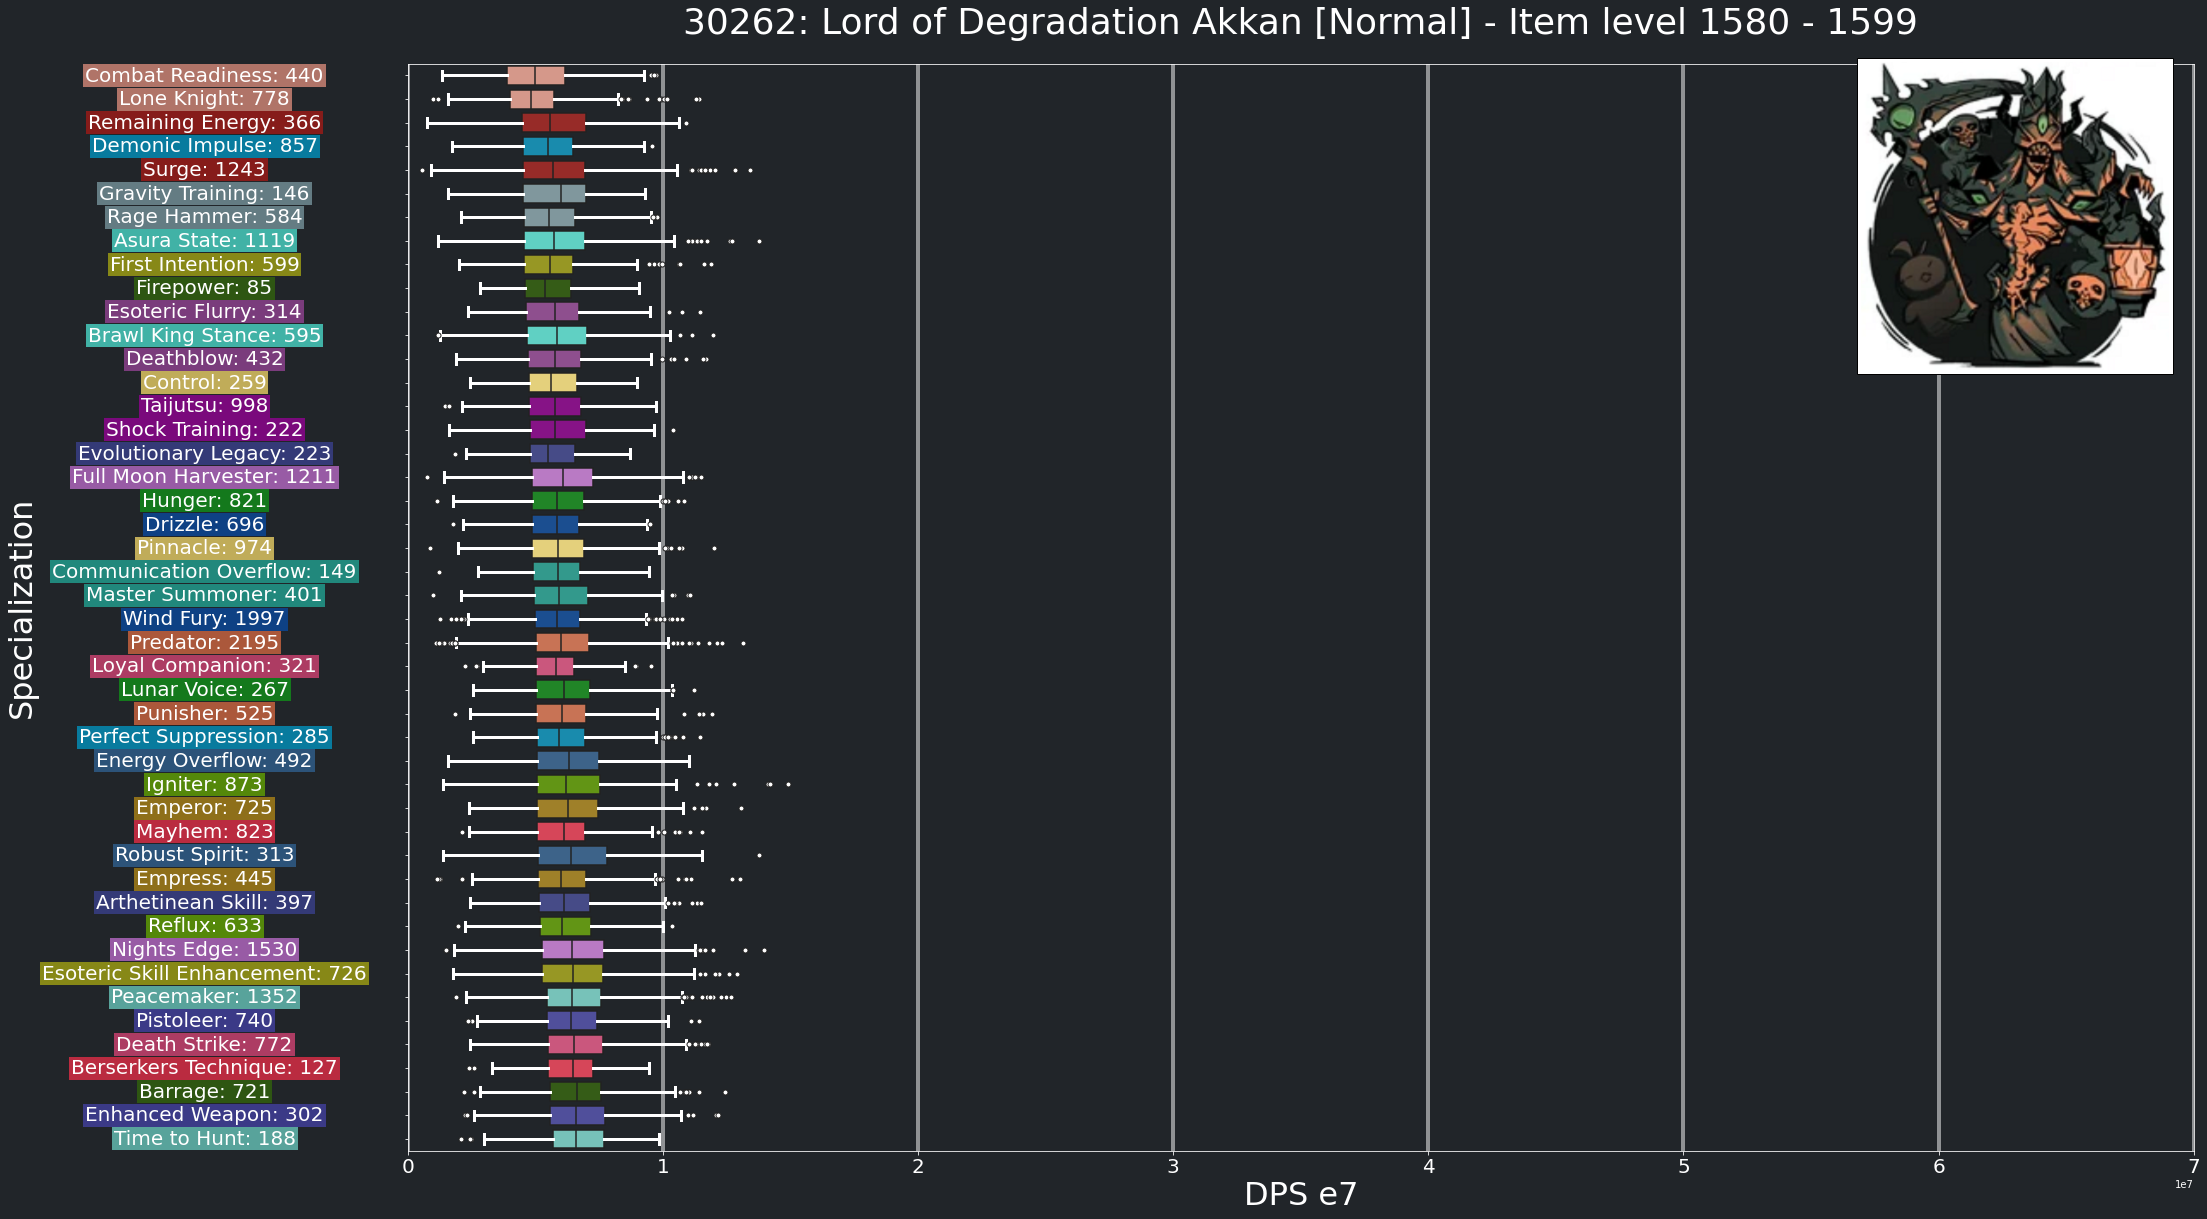 30262: Lord of Degradation Akkan [Normal] - Item level 1580 - 1599
Combat Readiness: 440
Lone Knight: 778
Remaining Energy: 366
Demonic Impulse: 857
Surge: 1243
Gravity Training: 146
Rage Hammer: 584
Asura State: 1119
First Intention: 599
Firepower: 85
Esoteric Flurry: 314
Brawl King Stance: 595
Deathblow: 432
Control: 259
Taijutsu: 998
Shock Training: 222
Evolutionary Legacy: 223
Full Moon Harvester: 1211
Hunger: 821
Drizzle: 696
Pinnacle: 974
Communication Overflow: 149
Master Summoner: 401
Wind Fury: 1997
Predator: 2195
Loyal Companion: 321
Lunar Voice: 267
Punisher: 525
Perfect Suppression: 285
Energy Overflow: 492
Igniter: 873
Emperor: 725
Mayhem: 823
Robust Spirit: 313
Empress: 445
Arthetinean Skill: 397
Reflux: 633
Nights Edge: 1530
Esoteric Skill Enhancement: 726
Peacemaker: 1352
Pistoleer: 740
Death Strike: 772
Berserkers Technique: 127
Barrage: 721
Enhanced Weapon: 302
Time to Hunt: 188
Specialization
0 1 2 3 4 5 6 7
1e7
DPS e7